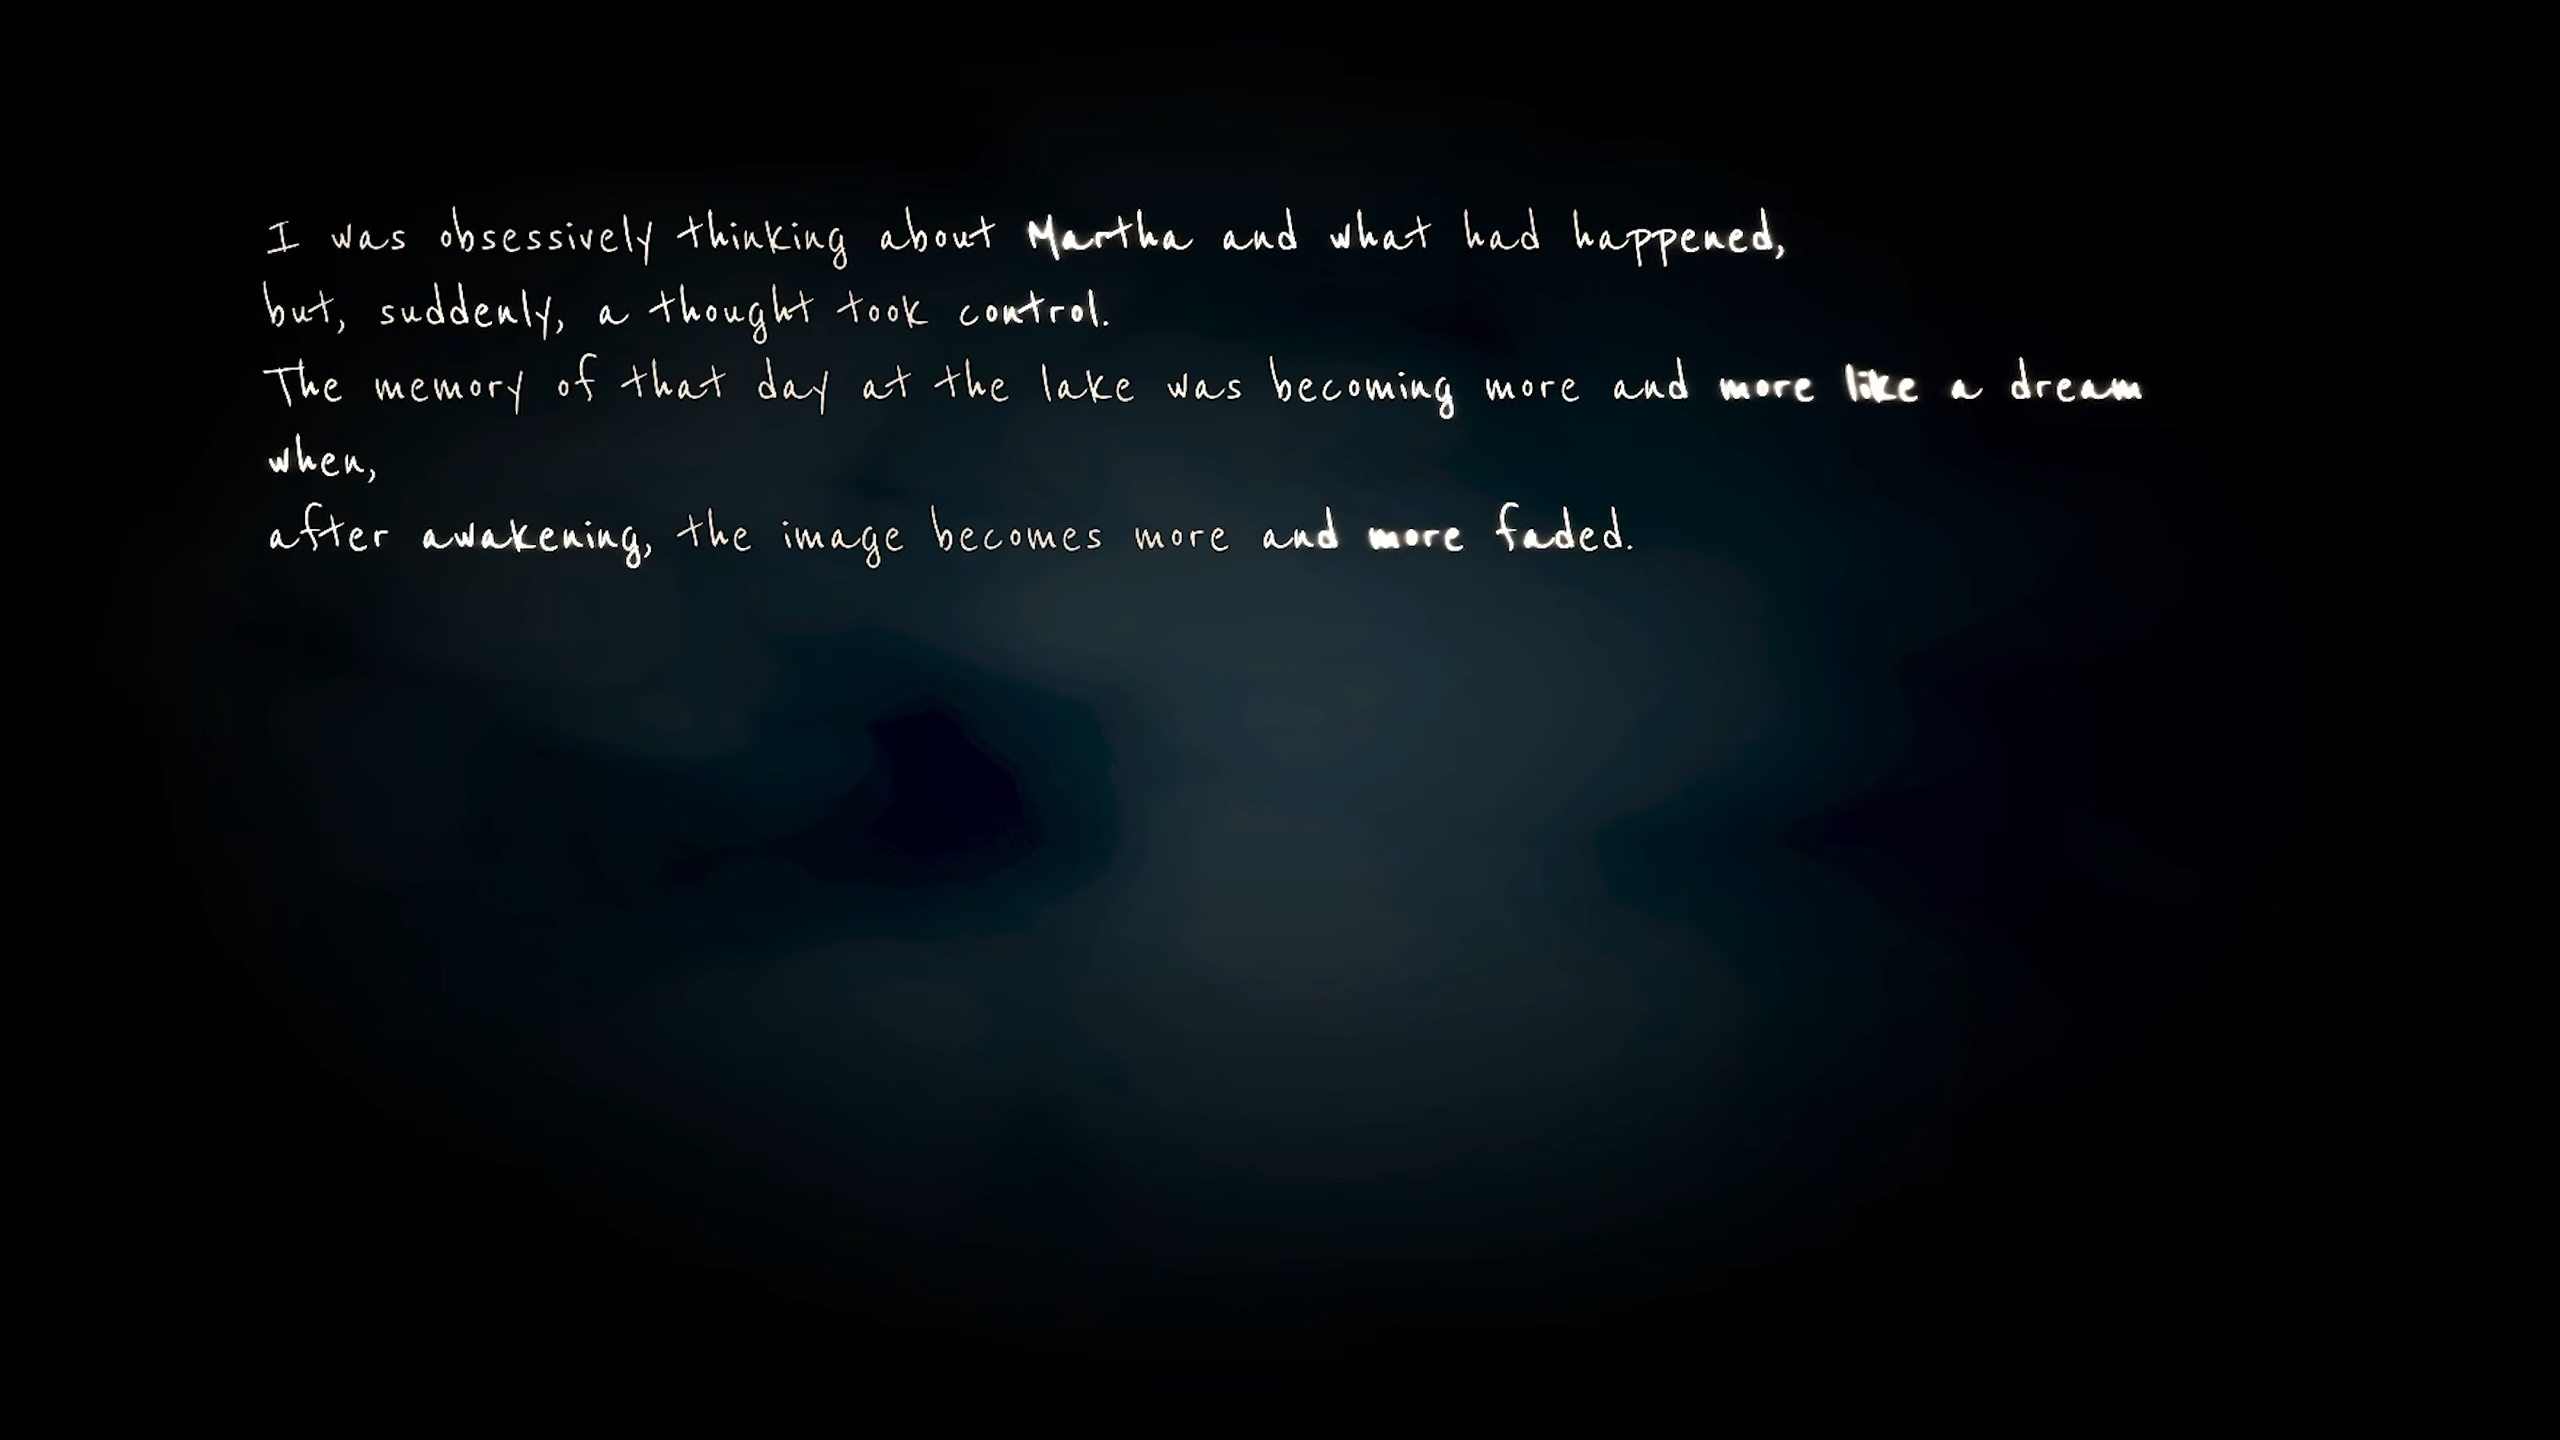 I was obsessively thinking about Martha and what had happened,
but, suddenly, a thought took control.
The memory of that day at the lake was becoming more and more like a dream
when,
after awakening, the image becomes more and more faded.